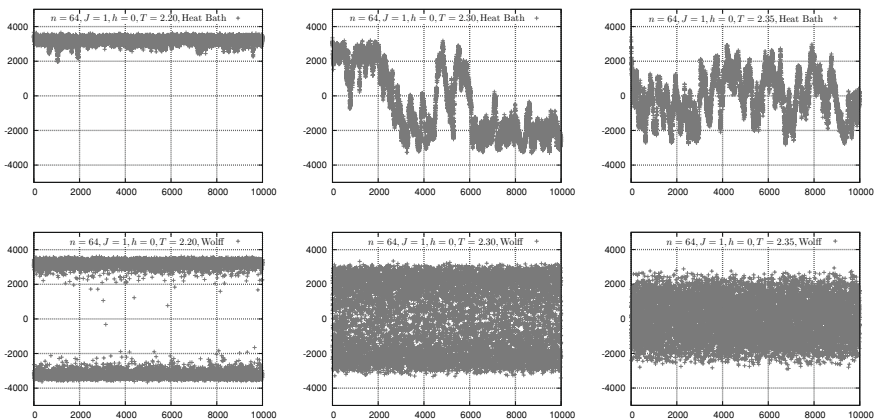 n = 64, J = 1, h = 0, T = 2.20, Heat Bath +
4000
2000
0
-2000
-4000
0 2000 4000 6000 8000 10000
n = 64, J = 1, h = 0, T = 2.30, Heat Bath +
4000
2000
0
-2000
-4000
0 2000 4000 6000 8000 10000
n = 64, J = 1, h = 0, T = 2.35, Heat Bath +
4000
2000
0
-2000
-4000
0 2000 4000 6000 8000 10000
n = 64, J = 1, h = 0, T = 2.20, Wolff +
4000
2000
0
-2000
-4000
0 2000 4000 6000 8000 10000
n = 64, J = 1, h = 0, T = 2.30, Wolff +
4000
2000
0
-2000
-4000
0 2000 4000 6000 8000 10000
n = 64, J = 1, h = 0, T = 2.35, Wolff +
4000
2000
0
-2000
-4000
0 2000 4000 6000 8000 10000